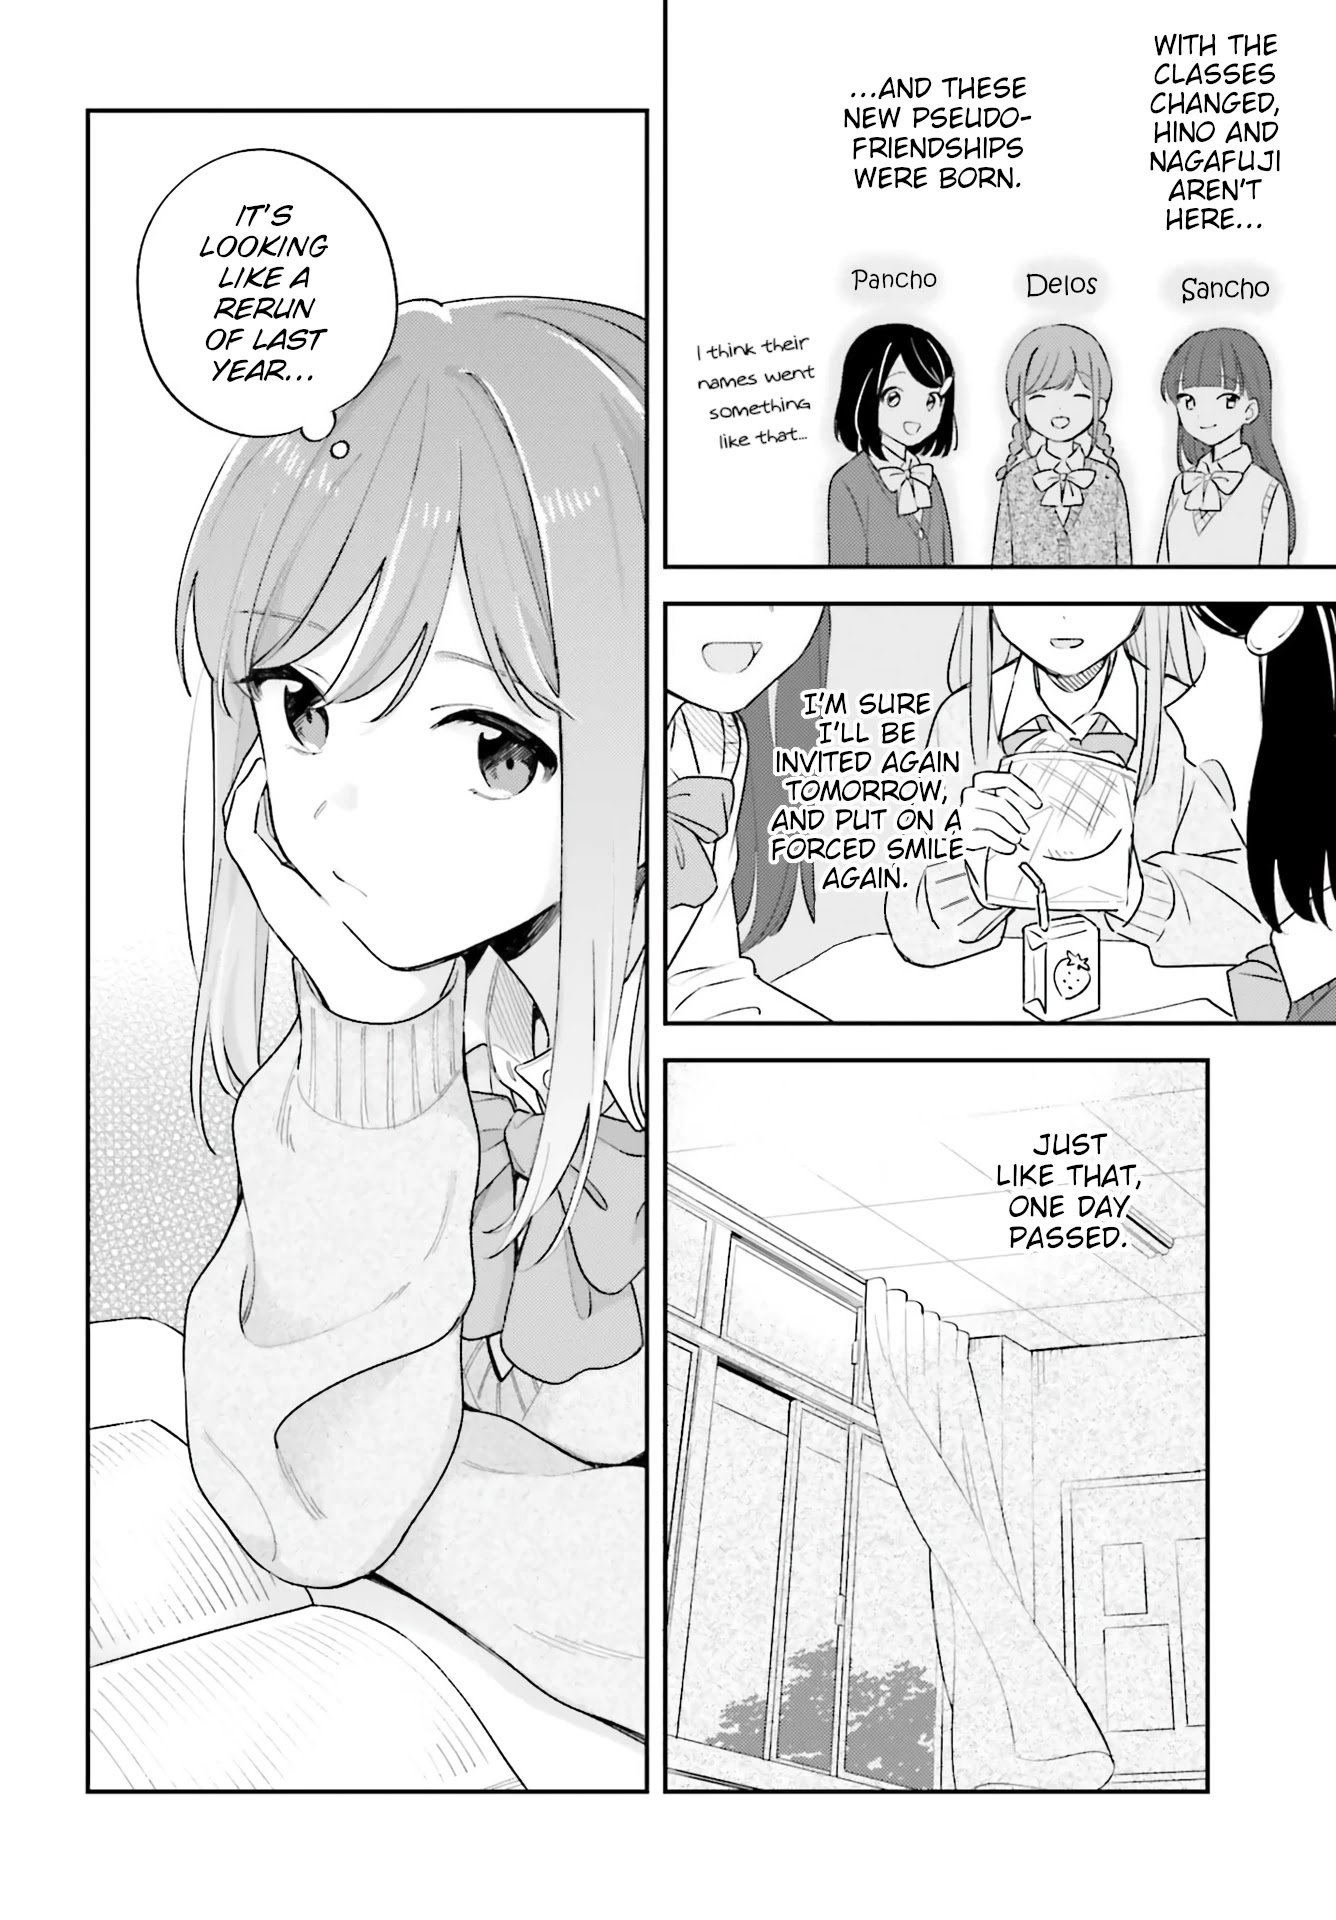 WITH THE
CLASSES
CHANGED,
HINO AND
NAGAFUJI
AREN'T
HERE...
...AND THESE
NEW PSEUDO-
FRIENDSHIPS
WERE BORN.
Sancho
Delos
Pancho
I think their
names went
something
like that...
I'M SURE
I'LL BE
INVITED AGAIN
TOMORROW,
AND PUT ON A
FORCED SMILE
AGAIN.
JUST
LIKE THAT,
ONE DAY
PASSED.
IT'S
LOOKING
LIKE A
RERUN
OF LAST
YEAR...